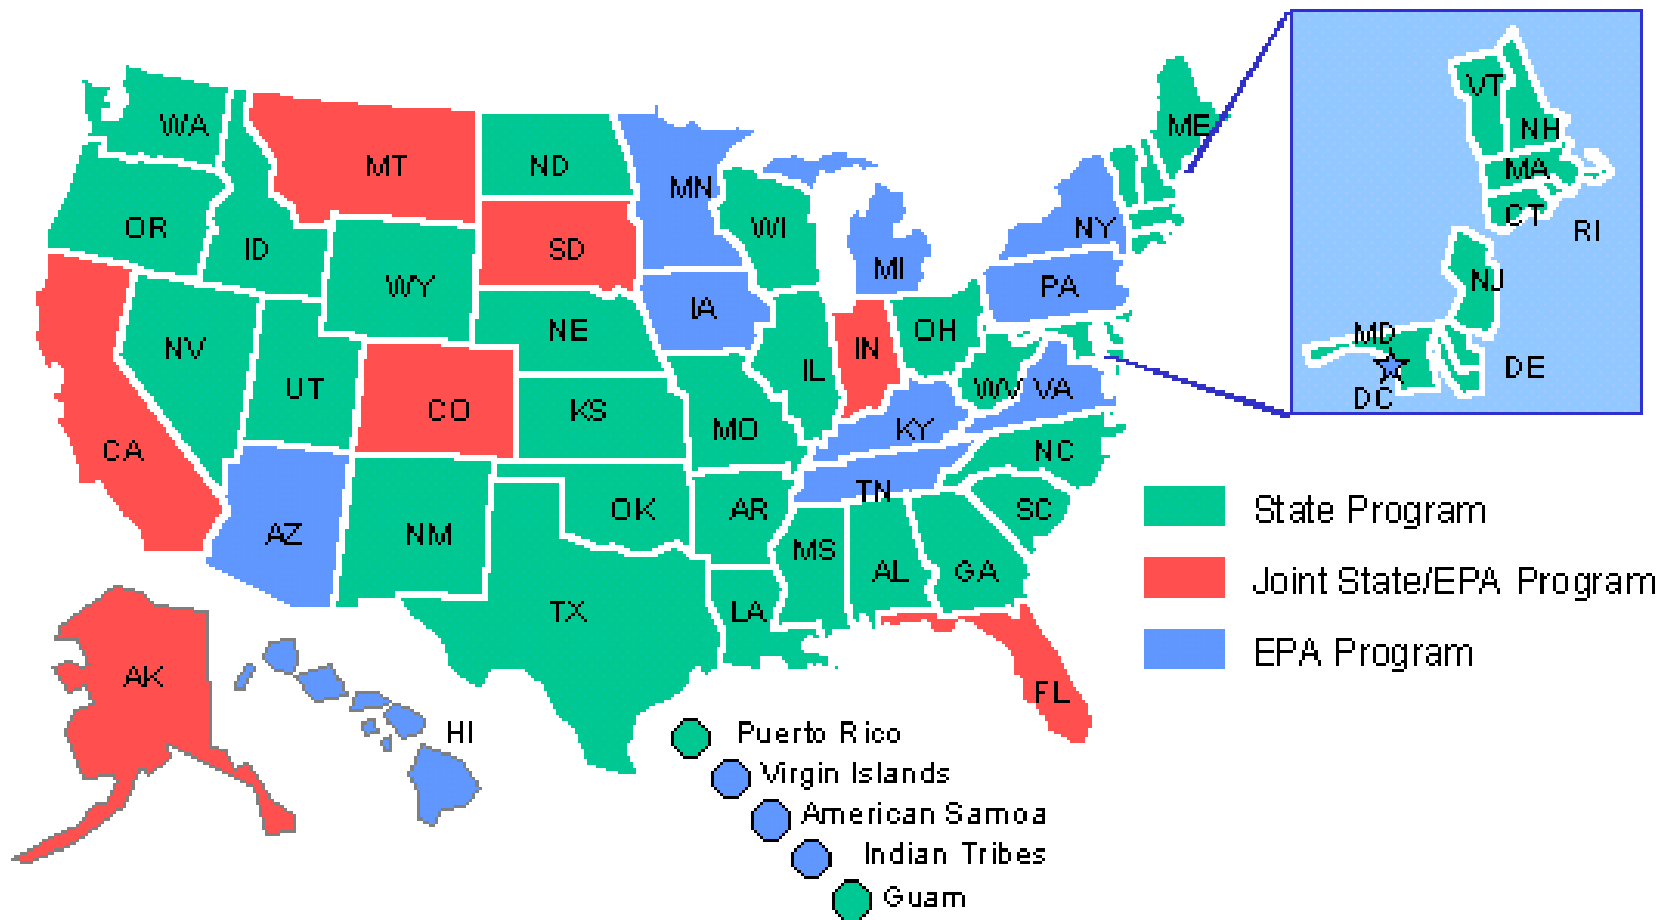 WA
MT
ND
MN
ME
VT
NH
MA
CT
RI
OR
ID
SD
WI
NY
MI
PA
NJ
WY
IA
NE
NV
UT
CO
KS
IL
IN
OH
WV
VA
MD
DC
DE
CA
MO
KY
NC
TN
AZ
NM
OK
AR
SC
MS
AL
GA
TX
LA
AK
HI
FL
State Program
Joint State/EPA Program
EPA Program
Puerto Rico
Virgin Islands
American Samoa
Indian Tribes
Guam